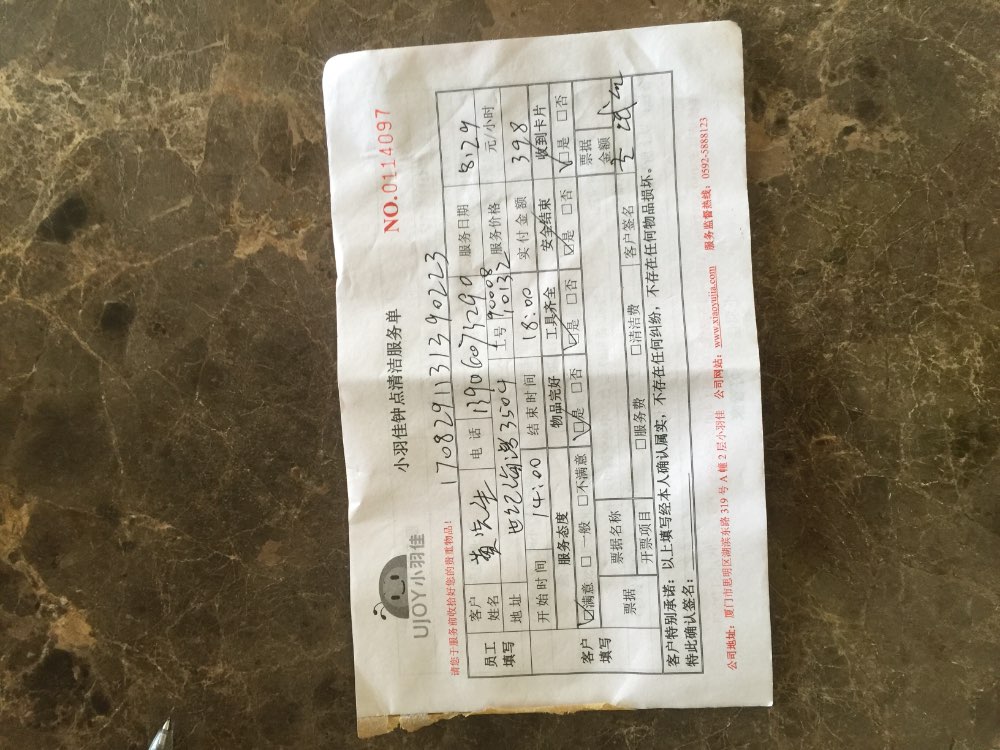 UJOY小羽佳
小羽佳钟点清洁服务单
NO.0114097
请您于服务前收拾好您的贵重物品！
170829113139 0223
员工填写 客户姓名 黄先生 电话 13906073290 服务日期 8.29
地址 世纪海湾3504 工号 90008 10132 服务价格 元/小时
开始时间 14:00 结束时间 18:00 实付金额 398
客户填写 服务态度 物品完好 工具齐全 安全结束 收到卡片
☑满意 □一般 □不满意 ☑是 □否 ☑是 □否 ☑是 □否 ☑是 □否
票据 票据名称 票据金额
开票项目 □服务费 □清洁费 客户签名
客户特别承诺：以上填写经本人确认属实，不存在任何纠纷，不存在任何物品损坏。
特此确认签名：
公司地址：厦门市思明区湖滨东路 319 号 A 幢 2 层小羽佳 公司网站：www.xiaoyujia.com 服务监督热线：0592-5888123